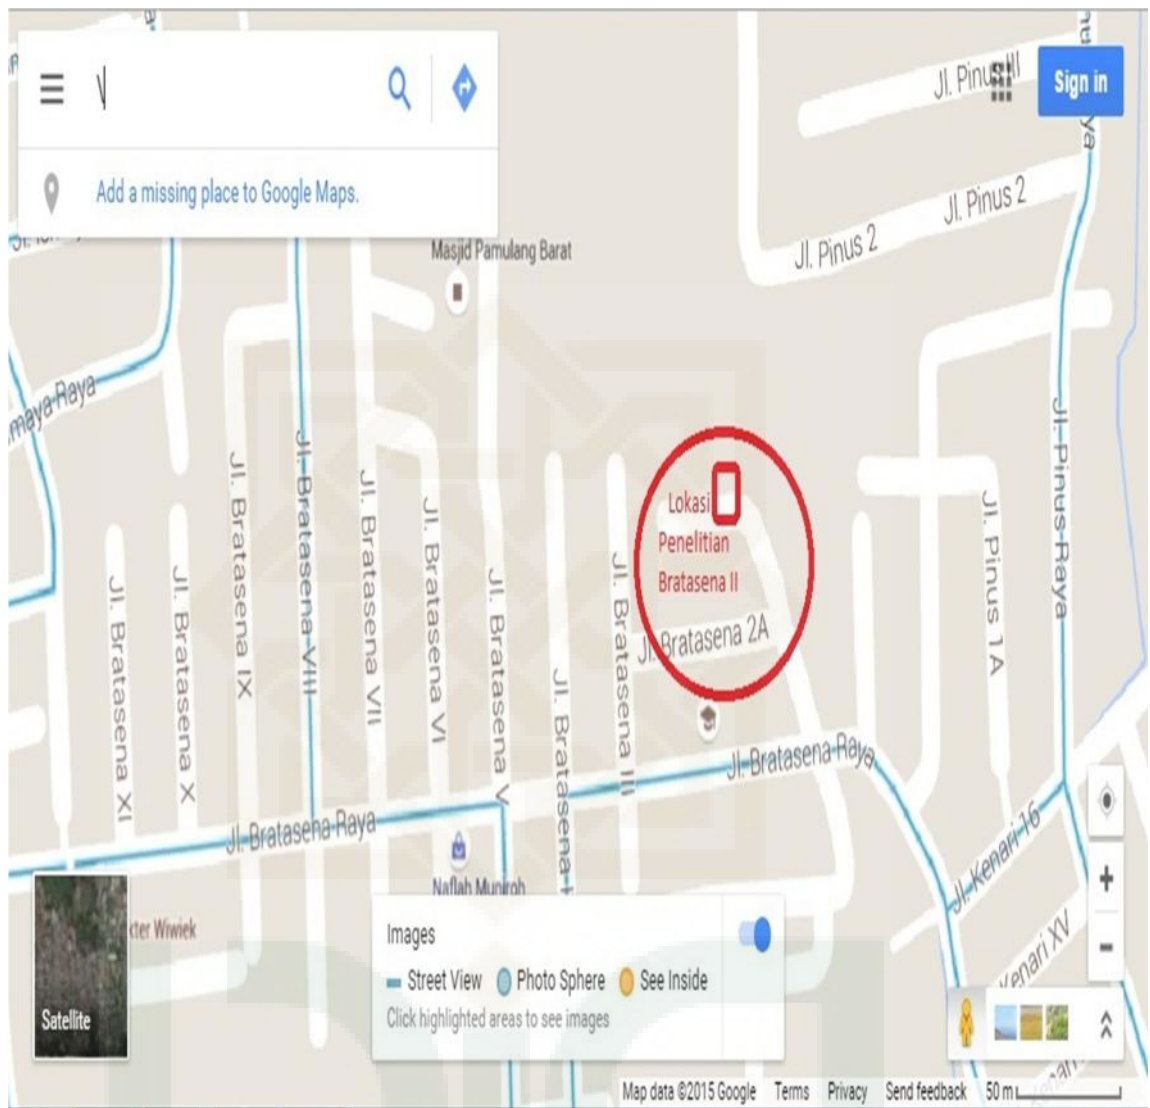 Sign in
Add a missing place to Google Maps.
Jl. Pinus III
Jl. Pinus 2
Jl. Pinus 2
Masjid Pamulang Barat
maya Raya
Jl. Bratasena XI
Jl. Bratasena X
Jl. Bratasena IX
Jl. Bratasena VIII
Jl. Bratasena VII
Jl. Bratasena VI
Jl. Bratasena V
Jl. Bratasena I
Jl. Bratasena III
Lokasi
Penelitian
Bratasena II
Jl. Bratasena 2A
Jl. Pinus 1A
Jl. Pinus Raya
Jl. Bratasena Raya
Jl. Bratasena Raya
Jl. Kenari 16
Kenari XV
Naflah Muniroh
kter Wiwiek
Satellite
Images
Street View Photo Sphere See Inside
Click highlighted areas to see images
Map data ©2015 Google Terms Privacy Send feedback 50 m